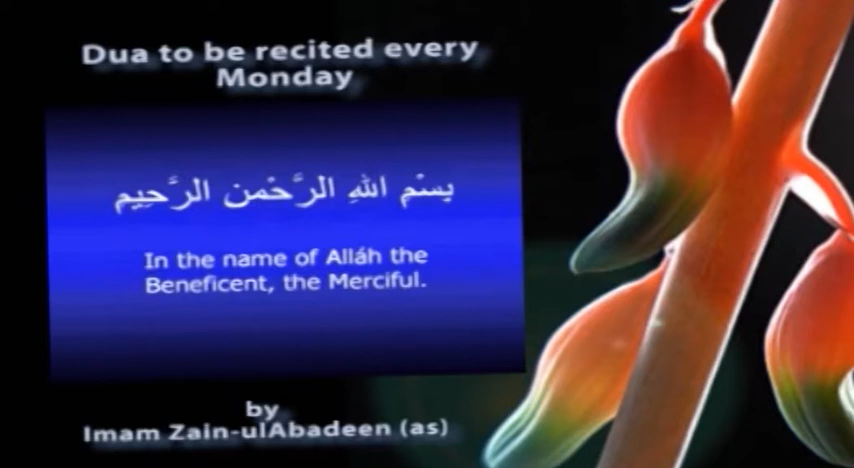 Dua to be recited every
Monday
بِسْمِ اللهِ الرَّحْمنِ الرَّحِيمِ
In the name of Alláh the
Beneficent, the Merciful.
by
Imam Zain-ulAbadeen (as)